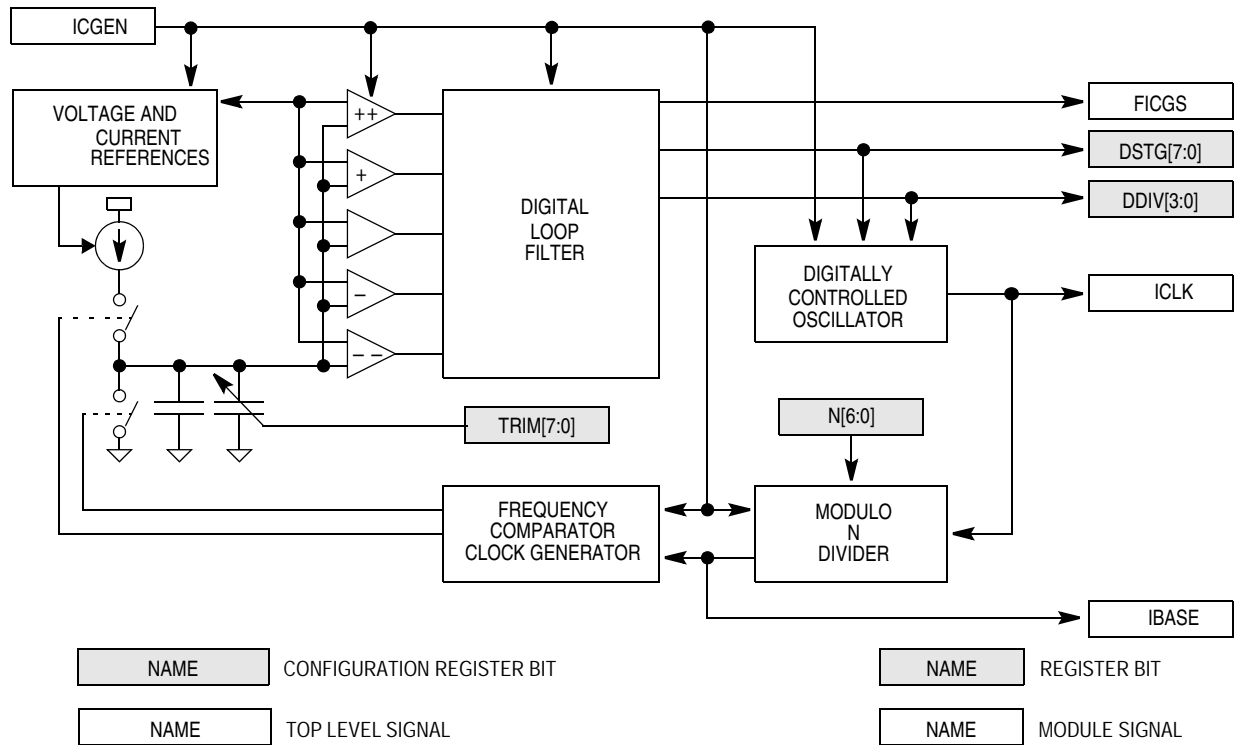 ICGEN
VOLTAGE AND
CURRENT
REFERENCES
++
+
–
– –
DIGITAL
LOOP
FILTER
FICGS
DSTG[7:0]
DDIV[3:0]
DIGITALLY
CONTROLLED
OSCILLATOR
ICLK
TRIM[7:0]
N[6:0]
FREQUENCY
COMPARATOR
CLOCK GENERATOR
MODULO
N
DIVIDER
IBASE
NAME CONFIGURATION REGISTER BIT
NAME REGISTER BIT
NAME TOP LEVEL SIGNAL
NAME MODULE SIGNAL